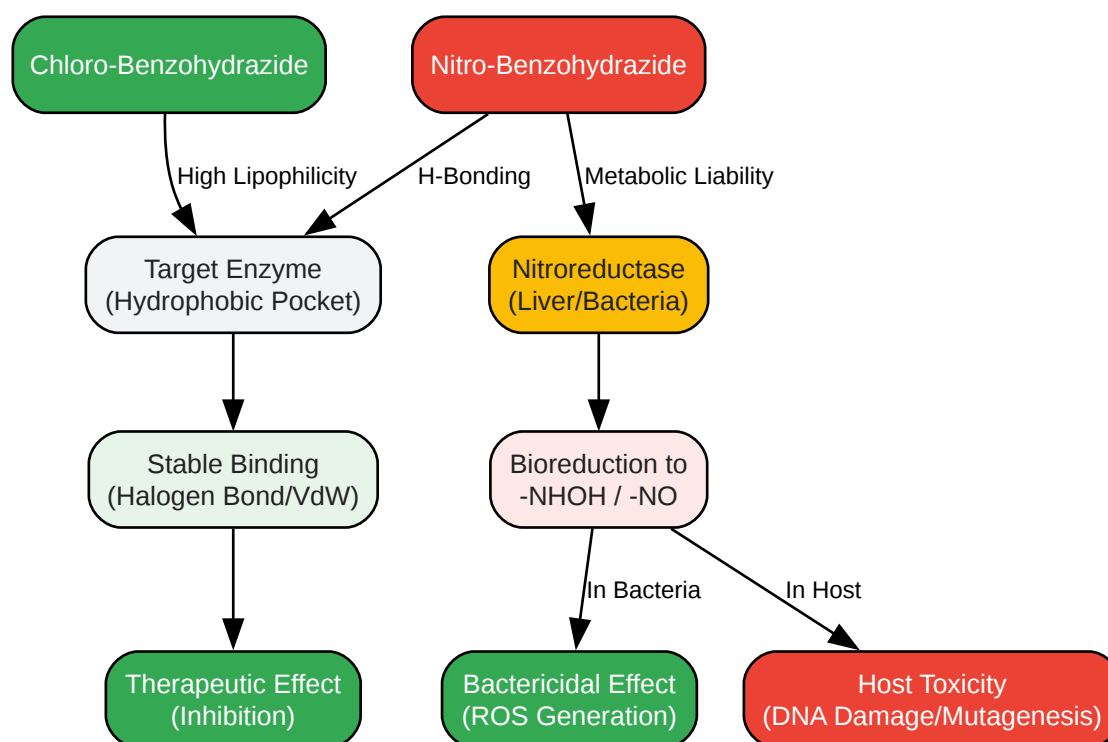 Chloro-Benzohydrazide
Nitro-Benzohydrazide
High Lipophilicity
H-Bonding
Metabolic Liability
Target Enzyme
(Hydrophobic Pocket)
Nitroreductase
(Liver/Bacteria)
Stable Binding
(Halogen Bond/VdW)
Bioreduction to
-NHOH / -NO
In Bacteria
In Host
Therapeutic Effect
(Inhibition)
Bactericidal Effect
(ROS Generation)
Host Toxicity
(DNA Damage/Mutagenesis)